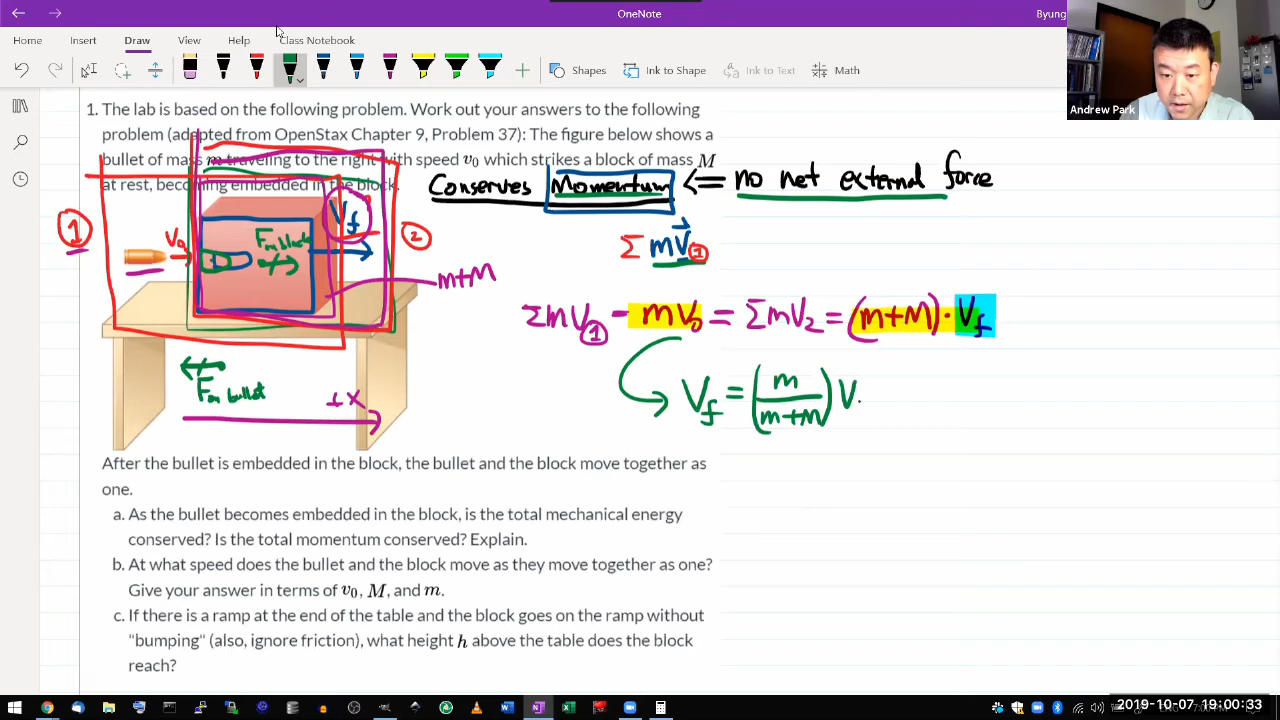 OneNote
Byung
Home Insert Draw View Help Class Notebook
Shapes Ink to Shape Ink to Text Math
Andrew Park
1. The lab is based on the following problem. Work out your answers to the following
problem (adapted from OpenStax Chapter 9, Problem 37): The figure below shows a
bullet of mass m traveling to the right with speed v₀ which strikes a block of mass M
at rest, becoming embedded in the block.
Conserves Momentum <= no net external force
Σ mV⃗①
1 V₀ F on block Vf 2
m+M
ΣmV① = mV₀ = ΣmV₂ = (m+M)·Vf
F on bullet
+x
Vf = (m/(m+M)) V
After the bullet is embedded in the block, the bullet and the block move together as
one.
a. As the bullet becomes embedded in the block, is the total mechanical energy
conserved? Is the total momentum conserved? Explain.
b. At what speed does the bullet and the block move as they move together as one?
Give your answer in terms of v₀, M, and m.
c. If there is a ramp at the end of the table and the block goes on the ramp without
"bumping" (also, ignore friction), what height h above the table does the block
reach?
2019-10-07 19:00:33